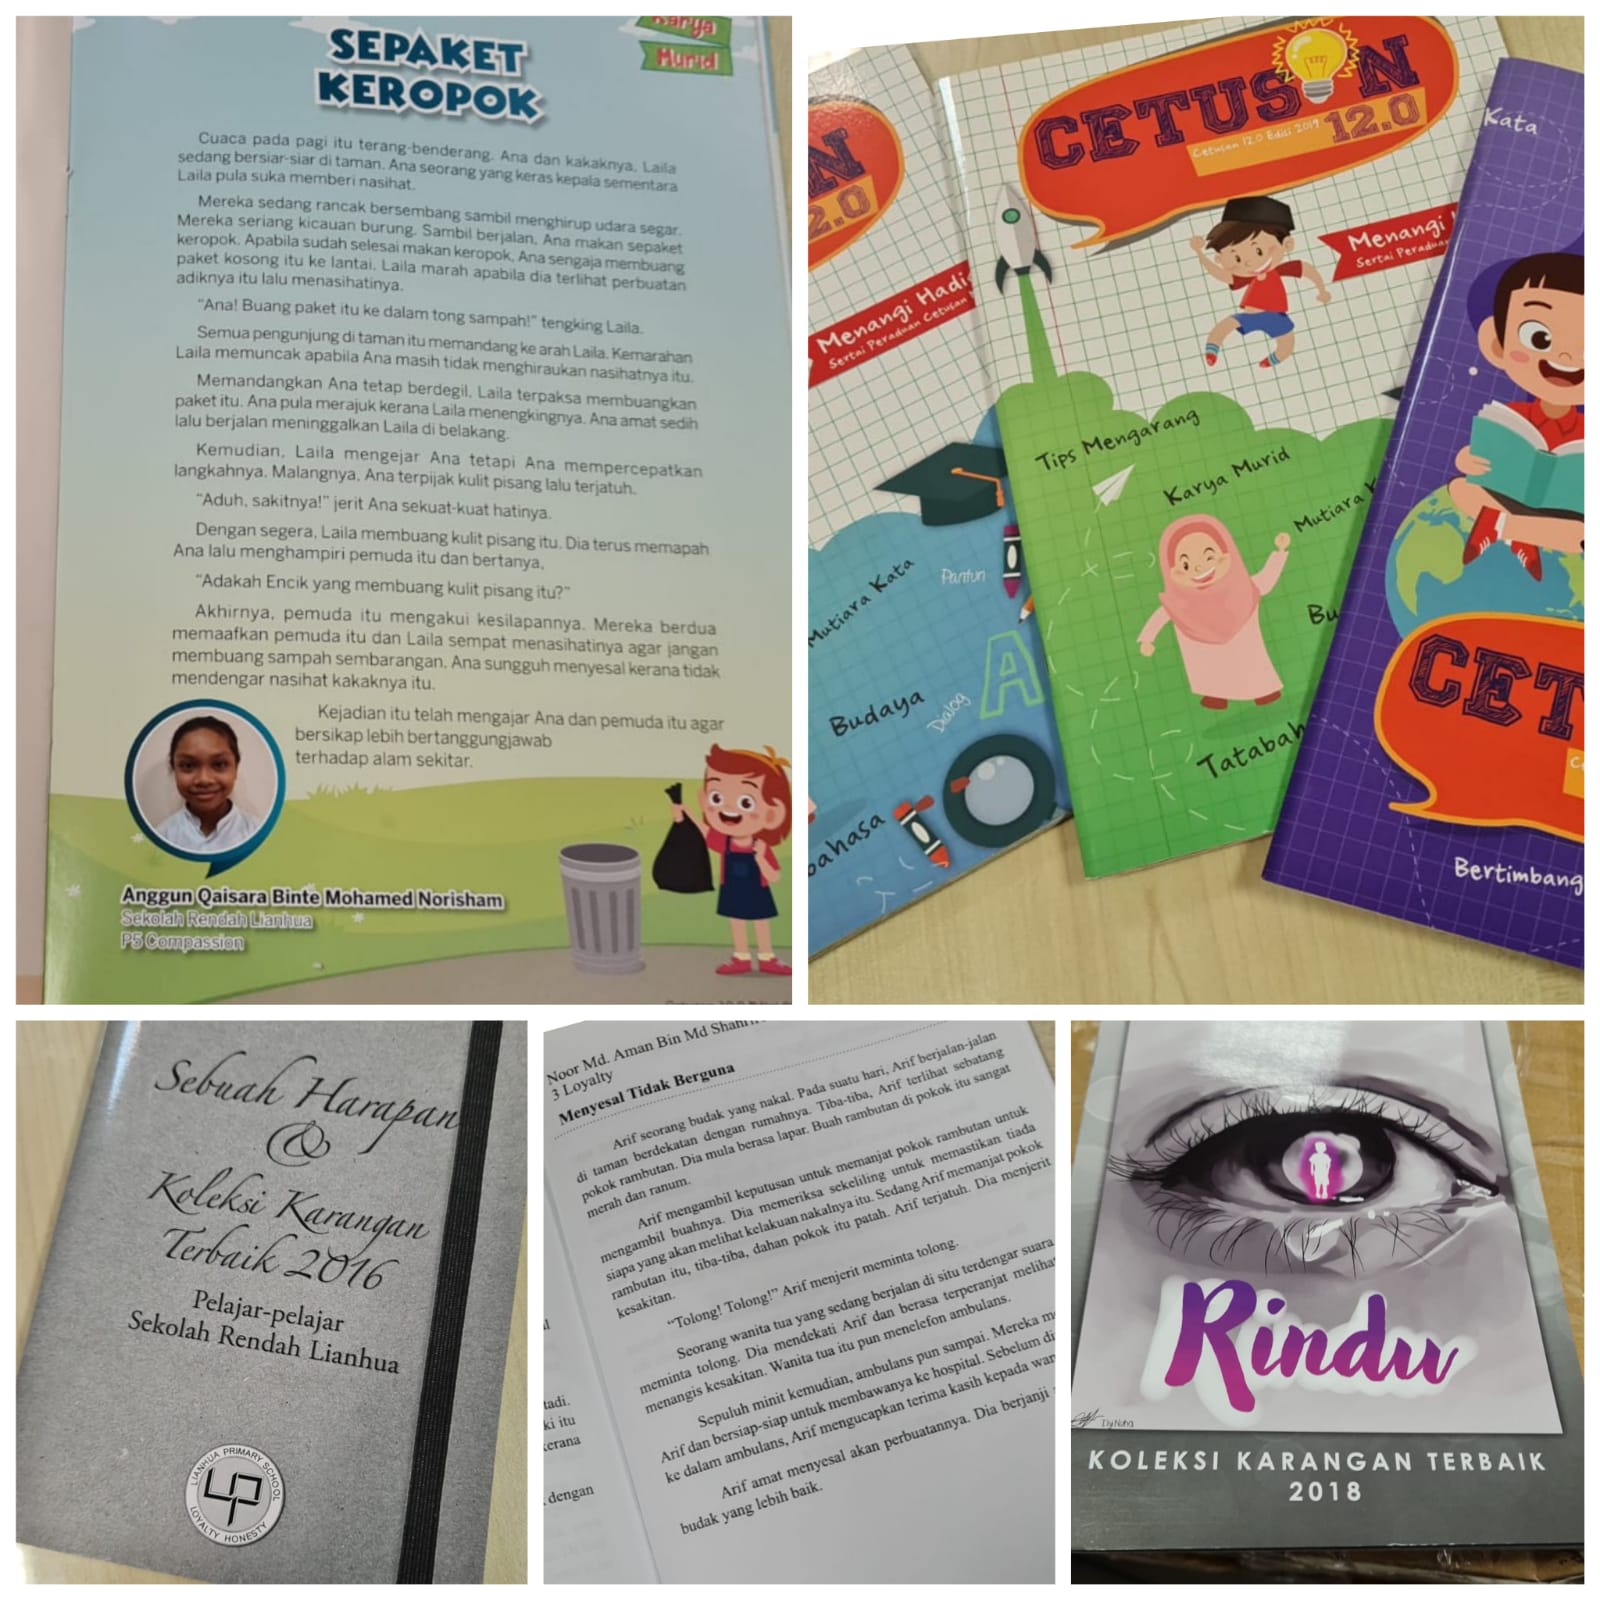 Karya
Murid
SEPAKET
KEROPOK
Cuaca pada pagi itu terang-benderang. Ana dan kakaknya, Laila
sedang bersiar-siar di taman. Ana seorang yang keras kepala sementara
Laila pula suka memberi nasihat.
Mereka sedang rancak bersembang sambil menghirup udara segar.
Mereka seriang kicauan burung. Sambil berjalan, Ana makan sepaket
keropok. Apabila sudah selesai makan keropok, Ana sengaja membuang
paket kosong itu ke lantai. Laila marah apabila dia terlihat perbuatan
adiknya itu lalu menasihatinya.
"Ana! Buang paket itu ke dalam tong sampah!" tengking Laila.
Semua pengunjung di taman itu memandang ke arah Laila. Kemarahan
Laila memuncak apabila Ana masih tidak menghiraukan nasihatnya itu.
Memandangkan Ana tetap berdegil, Laila terpaksa membuangkan
paket itu. Ana pula merajuk kerana Laila menengkingnya. Ana amat sedih
lalu berjalan meninggalkan Laila di belakang.
Kemudian, Laila mengejar Ana tetapi Ana mempercepatkan
langkahnya. Malangnya, Ana terpijak kulit pisang lalu terjatuh.
"Aduh, sakitnya!" jerit Ana sekuat-kuat hatinya.
Dengan segera, Laila membuang kulit pisang itu. Dia terus memapah
Ana lalu menghampiri pemuda itu dan bertanya,
"Adakah Encik yang membuang kulit pisang itu?"
Akhirnya, pemuda itu mengakui kesilapannya. Mereka berdua
memaafkan pemuda itu dan Laila sempat menasihatinya agar jangan
membuang sampah sembarangan. Ana sungguh menyesal kerana tidak
mendengar nasihat kakaknya itu.
Kejadian itu telah mengajar Ana dan pemuda itu agar
bersikap lebih bertanggungjawab
terhadap alam sekitar.
Anggun Qaisara Binte Mohamed Norisham
Sekolah Rendah Lianhua
P5 Compassion
N
2.0
Menangi Hadi
Sertai Peraduan Cetusan
Mutiara Kata
Pantun
Budaya
Dialog
A
bahasa
CETUSAN
12.0
Cetusan 12.0 Edisi 2019
Menangi
Sertai Peraduan
Tips Mengarang
Karya Murid
Mutiara K
Bu
Tatabah
Kata
CET
Bertimbang
Sebuah Harapan
&
Koleksi Karangan
Terbaik 2016
Pelajar-pelajar
Sekolah Rendah Lianhua
LIANHUA PRIMARY SCHOOL
LOYALTY HONESTY
Noor Md. Aman Bin Md
3 Loyalty
Menyesal Tidak Berguna
Arif seorang budak yang nakal. Pada suatu hari, Arif berjalan-jalan
di taman berdekatan dengan rumahnya. Tiba-tiba, Arif terlihat sebatang
pokok rambutan. Dia mula berasa lapar. Buah rambutan di pokok itu sangat
merah dan ranum.
Arif mengambil keputusan untuk memanjat pokok rambutan untuk
mengambil buahnya. Dia memeriksa sekeliling untuk memastikan tiada
siapa yang akan melihat kelakuan nakalnya itu. Sedang Arif memanjat pokok
rambutan itu, tiba-tiba, dahan pokok itu patah. Arif terjatuh. Dia menjerit
kesakitan.
"Tolong! Tolong!" Arif menjerit meminta tolong.
Seorang wanita tua yang sedang berjalan di situ terdengar suara
meminta tolong. Dia mendekati Arif dan berasa terperanjat meliha
menangis kesakitan. Wanita tua itu pun menelefon ambulans.
Sepuluh minit kemudian, ambulans pun sampai. Mereka m
Arif dan bersiap-siap untuk membawanya ke hospital. Sebelum di
ke dalam ambulans, Arif mengucapkan terima kasih kepada wan
Arif amat menyesal akan perbuatannya. Dia berjanji
budak yang lebih baik.
tadi.
ki itu
kerana
dengan
Rindu
KOLEKSI KARANGAN TERBAIK
2018